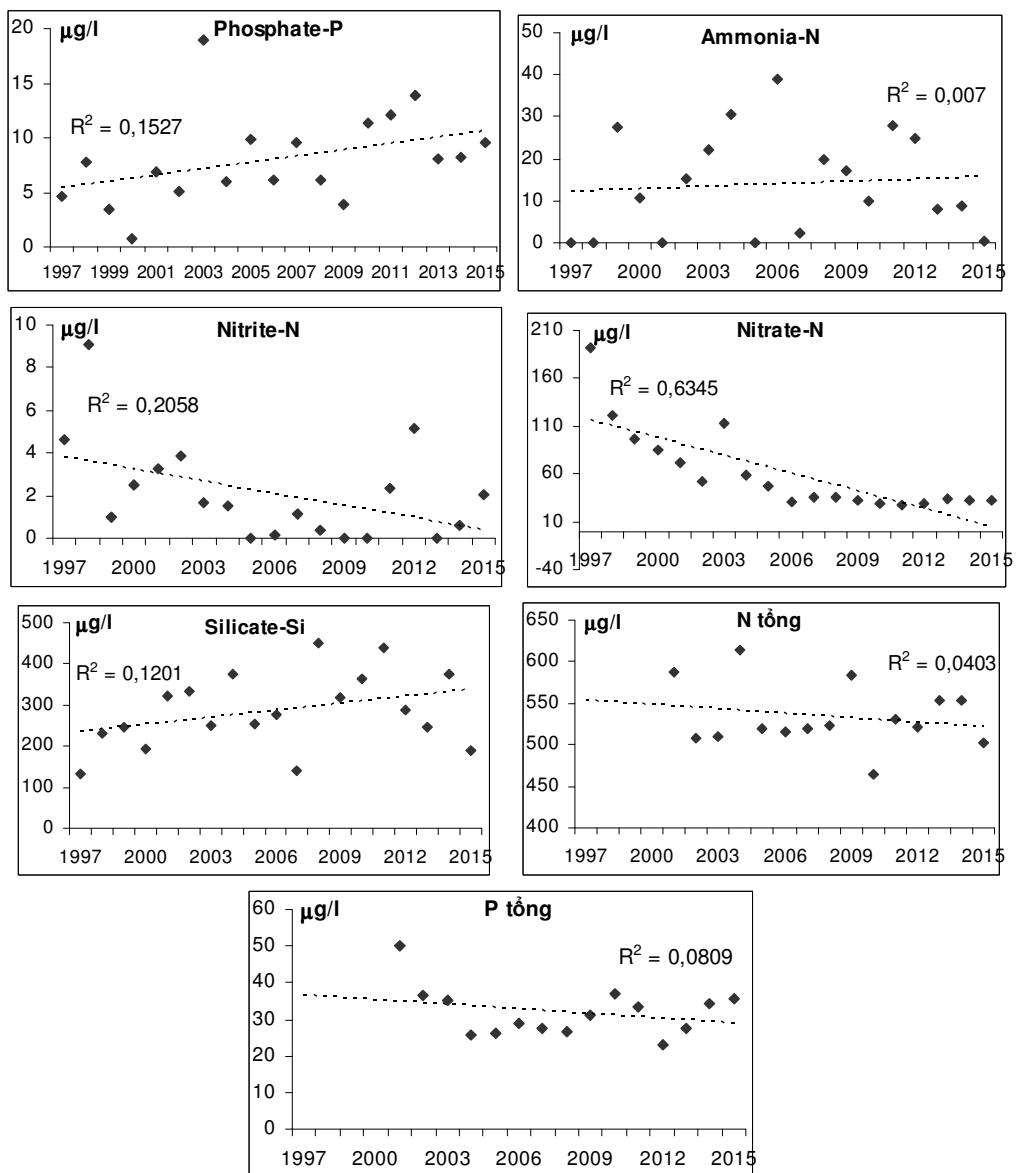 Phosphate-P
µg/l
20
15
10
5
0
R² = 0,1527
1997 1999 2001 2003 2005 2007 2009 2011 2013 2015
Ammonia-N
µg/l
50
40
30
20
10
0
R² = 0,007
1997 2000 2003 2006 2009 2012 2015
Nitrite-N
µg/l
10
8
6
4
2
0
R² = 0,2058
1997 2000 2003 2006 2009 2012 2015
Nitrate-N
µg/l
210
160
110
60
10
-40
R² = 0,6345
1997 2000 2003 2006 2009 2012 2015
Silicate-Si
µg/l
500
400
300
200
100
0
R² = 0,1201
1997 2000 2003 2006 2009 2012 2015
N tổng
µg/l
650
600
550
500
450
400
R² = 0,0403
1997 2000 2003 2006 2009 2012 2015
P tổng
µg/l
60
50
40
30
20
10
0
R² = 0,0809
1997 2000 2003 2006 2009 2012 2015